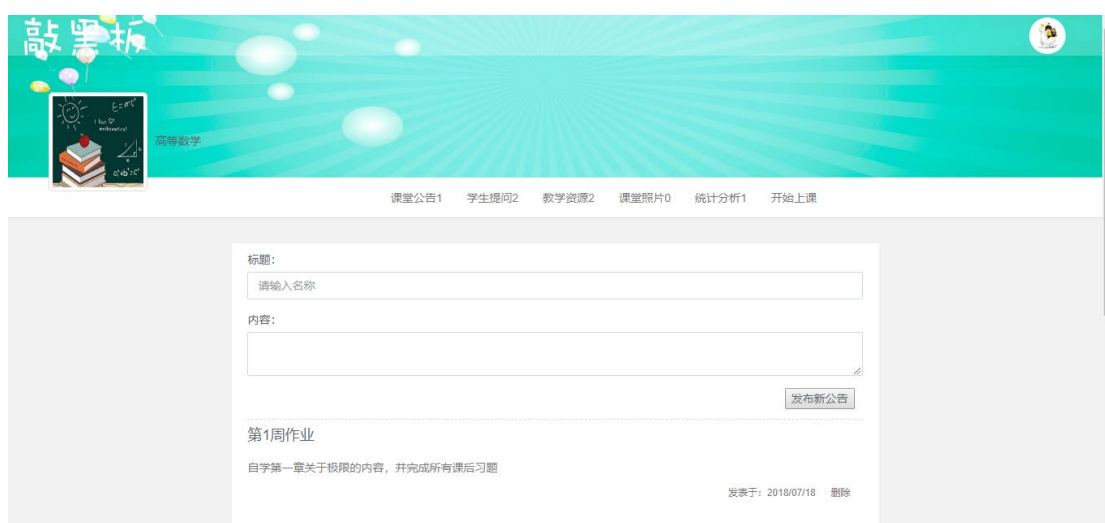 敲黑板
E=mc²
I Love
mathematics!
高等数学
课堂公告1 学生提问2 教学资源2 课堂照片0 统计分析1 开始上课
标题：
请输入名称
内容：
发布新公告
第1周作业
自学第一章关于极限的内容，并完成所有课后习题
发表于：2018/07/18 删除